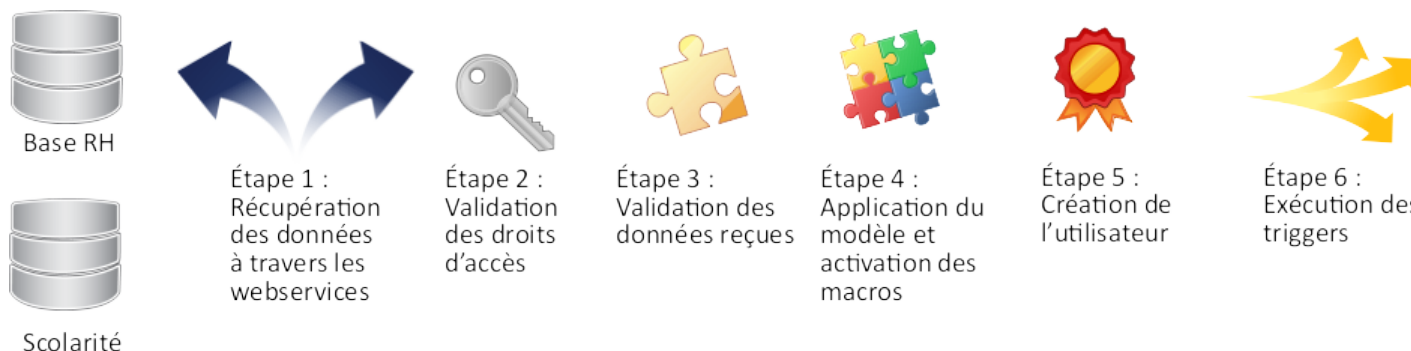 Base RH
Scolarité
Étape 1 :
Récupération
des données
à travers les
webservices
Étape 2 :
Validation
des droits
d’accès
Étape 3 :
Validation des
données reçues
Étape 4 :
Application du
modèle et
activation des
macros
Étape 5 :
Création de
l’utilisateur
Étape 6 :
Exécution des
triggers